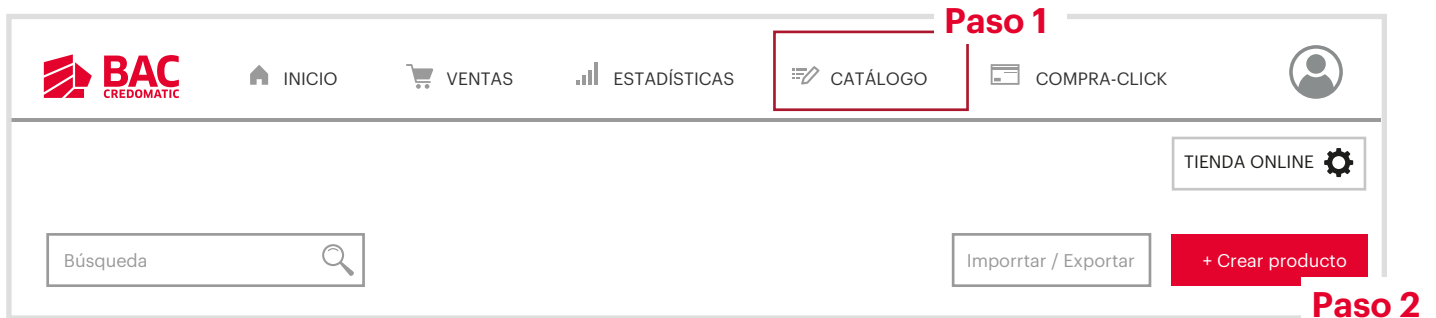 Paso 1
BAC
CREDOMATIC
INICIO
VENTAS
ESTADÍSTICAS
CATÁLOGO
COMPRA-CLICK
TIENDA ONLINE
Búsqueda
Imporrtar / Exportar
+ Crear producto
Paso 2